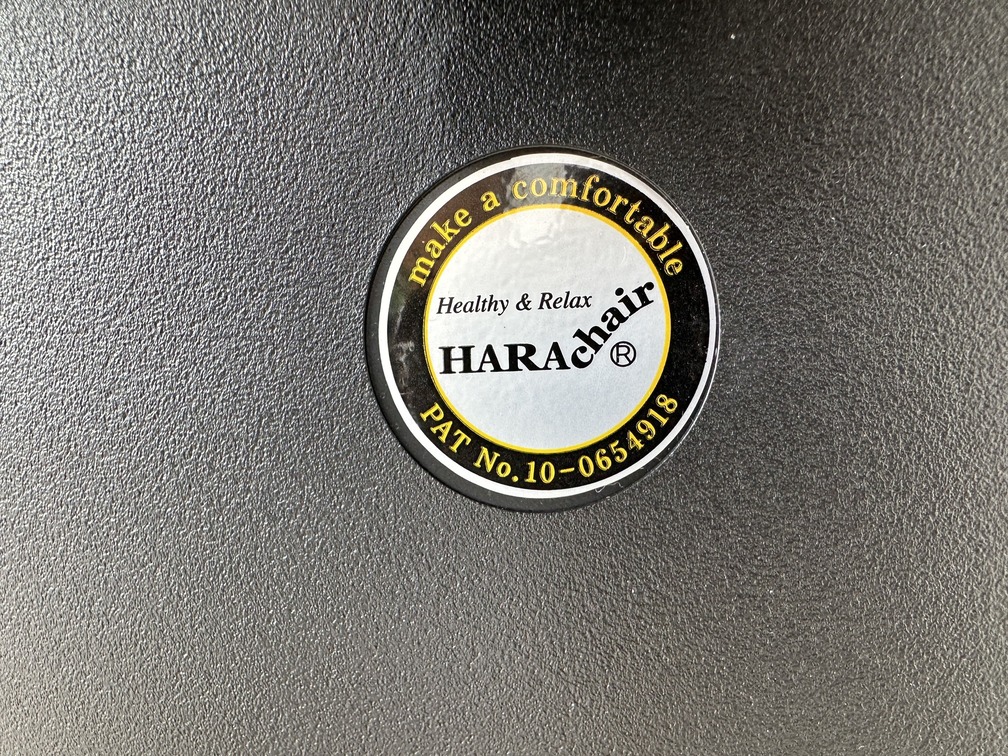 make a comfortable
Healthy & Relax
HARAchair®
PAT No.10-0654918